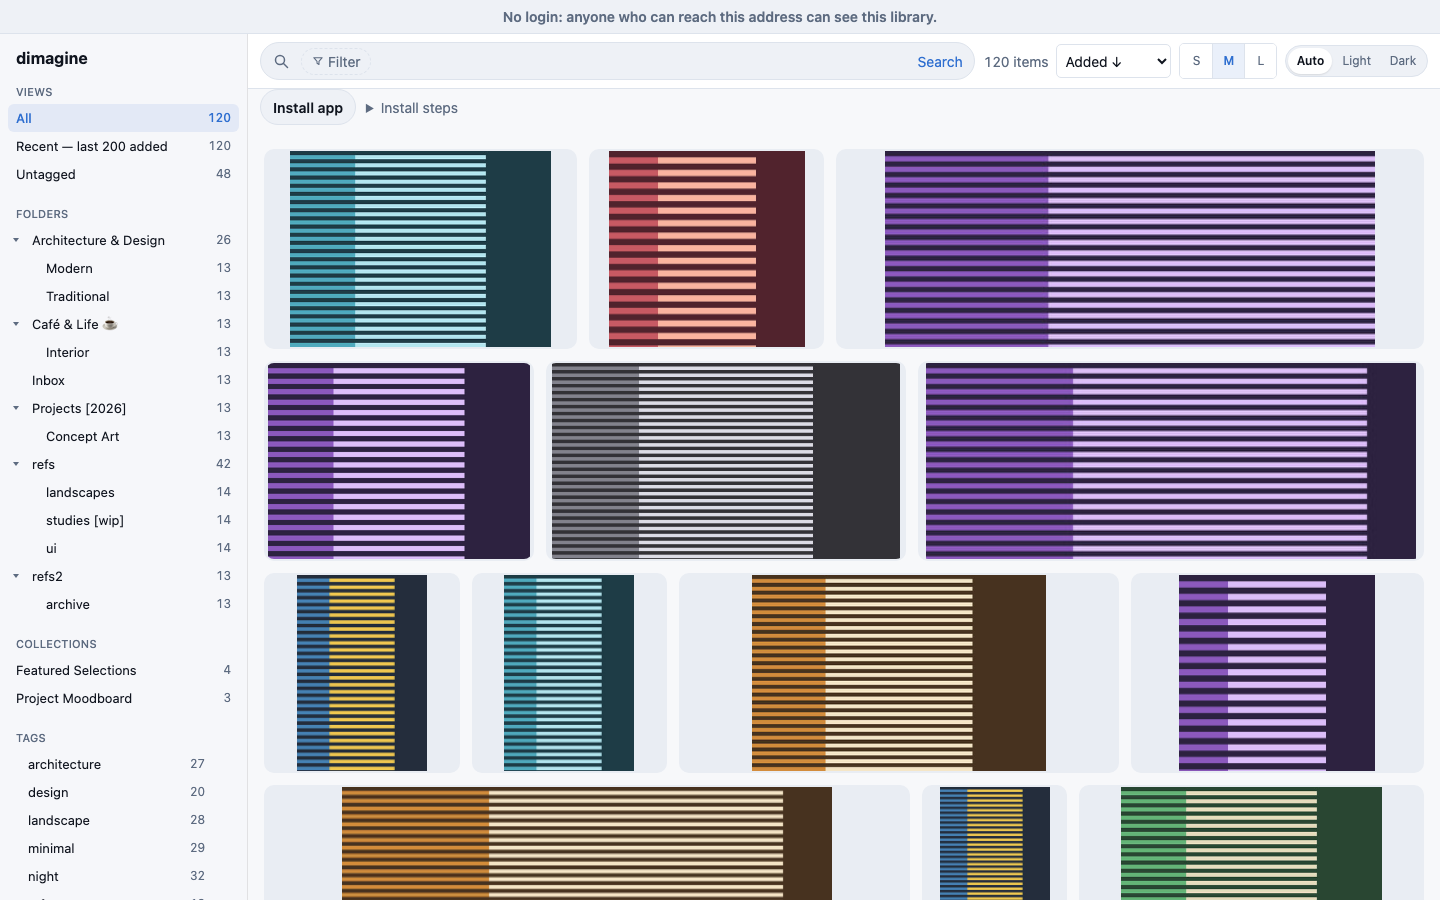 No login: anyone who can reach this address can see this library.
dimagine
VIEWS
All 120
Recent — last 200 added 120
Untagged 48
FOLDERS
Architecture & Design 26
Modern 13
Traditional 13
Café & Life ☕ 13
Interior 13
Inbox 13
Projects [2026] 13
Concept Art 13
refs 42
landscapes 14
studies [wip] 14
ui 14
refs2 13
archive 13
COLLECTIONS
Featured Selections 4
Project Moodboard 3
TAGS
architecture 27
design 20
landscape 28
minimal 29
night 32
Filter
Search
120 items
Added ↓
S M L
Auto Light Dark
Install app
Install steps